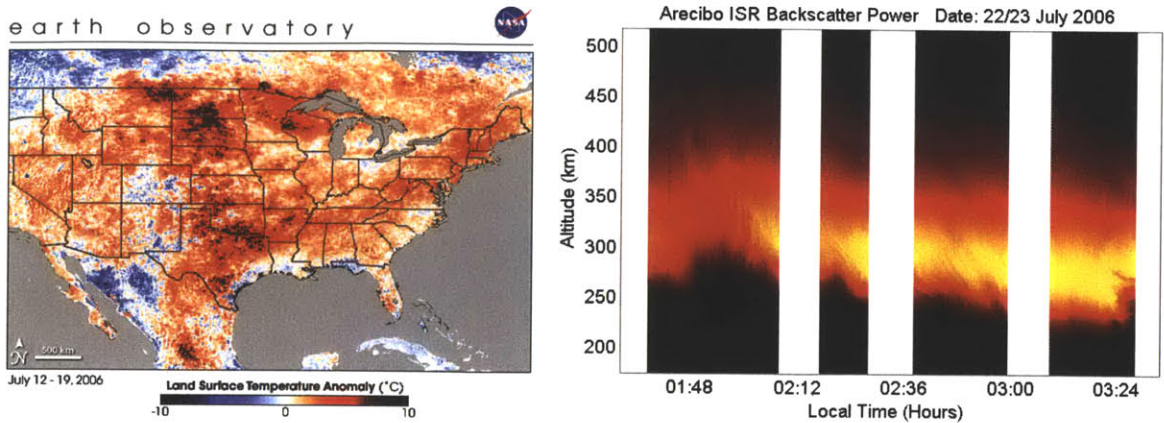 earth observatory
NASA
500 km
N
July 12 - 19, 2006
Land Surface Temperature Anomaly (°C)
-10 0 10
Arecibo ISR Backscatter Power Date: 22/23 July 2006
Altitude (km)
500
450
400
350
300
250
200
01:48 02:12 02:36 03:00 03:24
Local Time (Hours)